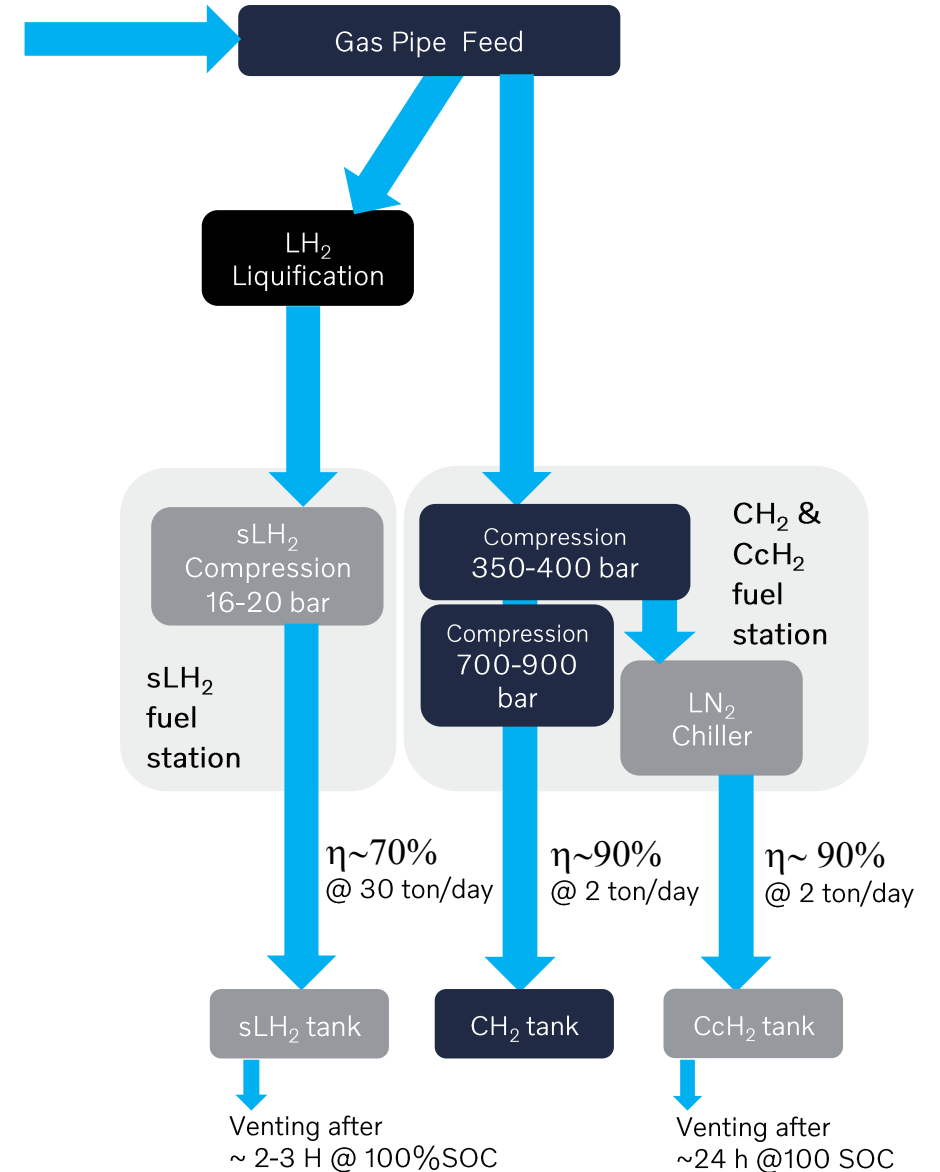 Gas Pipe Feed
LH₂
Liquification
sLH₂
Compression
16-20 bar
sLH₂
fuel
station
Compression
350-400 bar
Compression
700-900
bar
CH₂ &
CcH₂
fuel
station
LN₂
Chiller
η~70%
@ 30 ton/day
η~90%
@ 2 ton/day
η~ 90%
@ 2 ton/day
sLH₂ tank
CH₂ tank
CcH₂ tank
Venting after
~ 2-3 H @ 100%SOC
Venting after
~24 h @100 SOC